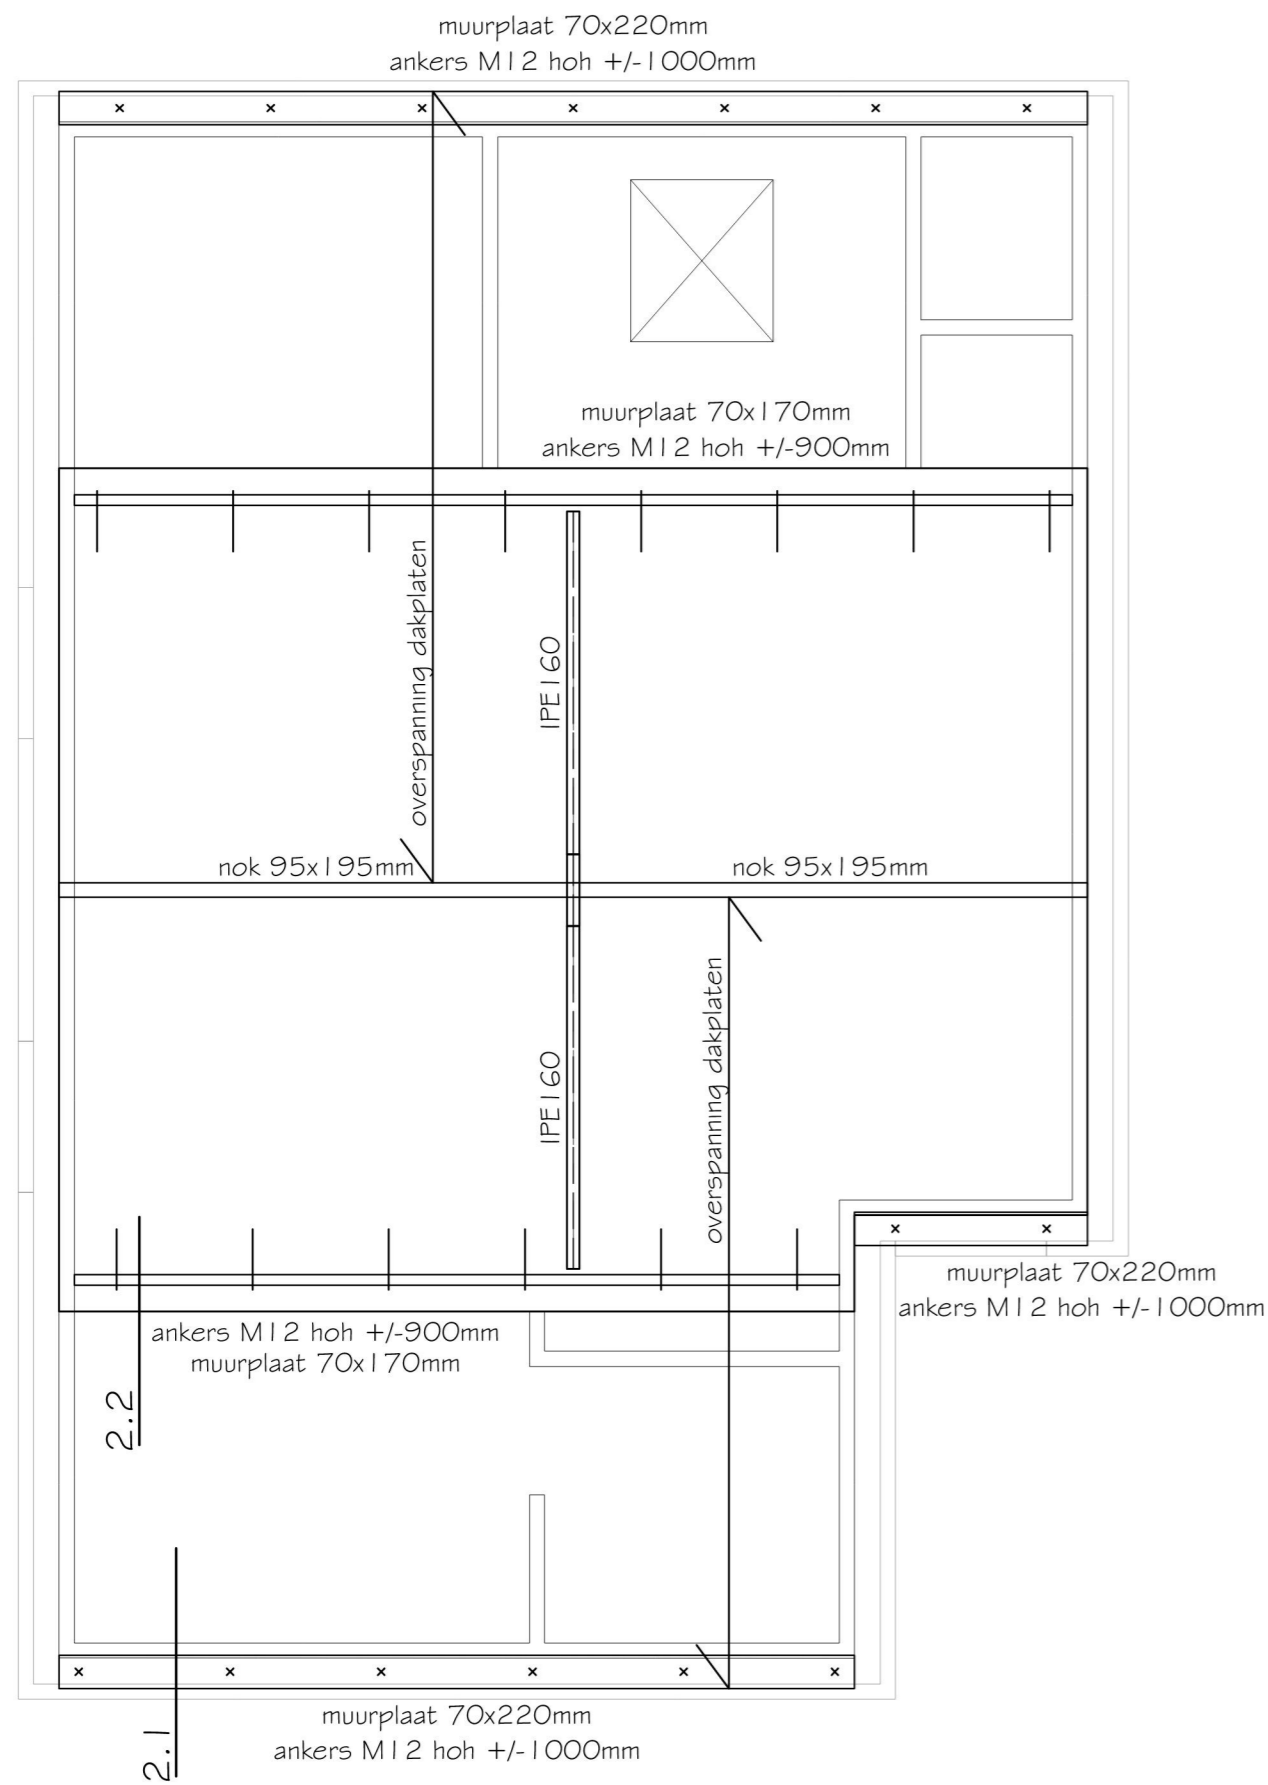 muurplaat 70x220mm
ankers M12 hoh +/-1000mm
muurplaat 70x170mm
ankers M12 hoh +/-900mm
overspanning dakplaten
IPE160
nok 95x195mm
nok 95x195mm
overspanning dakplaten
IPE160
muurplaat 70x220mm
ankers M12 hoh +/-1000mm
ankers M12 hoh +/-900mm
muurplaat 70x170mm
2.2
muurplaat 70x220mm
ankers M12 hoh +/-1000mm
2.1